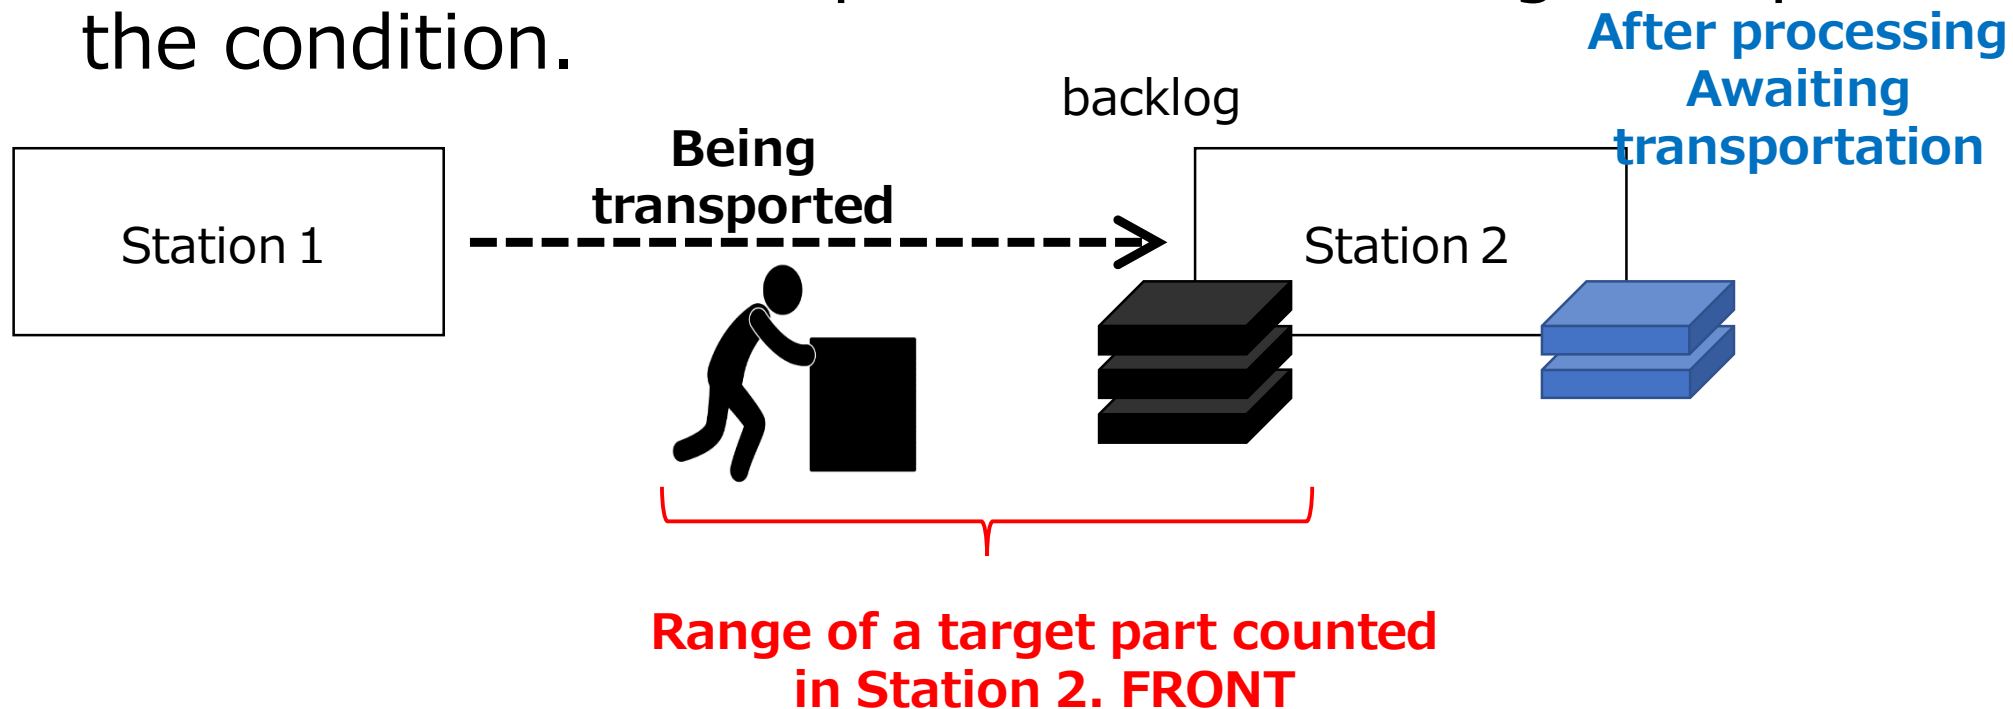 the condition.
After processing
Awaiting
transportation
backlog
Being
transported
Station 1
Station 2
Range of a target part counted
in Station 2. FRONT